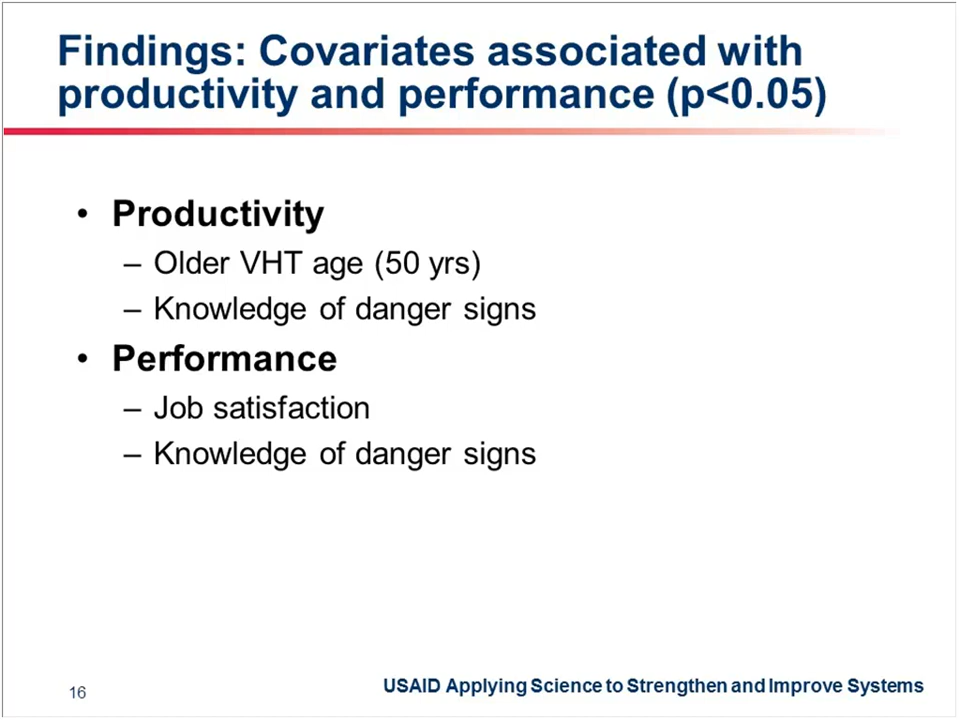 Findings: Covariates associated with
productivity and performance (p<0.05)
• Productivity
– Older VHT age (50 yrs)
– Knowledge of danger signs
• Performance
– Job satisfaction
– Knowledge of danger signs
16
USAID Applying Science to Strengthen and Improve Systems